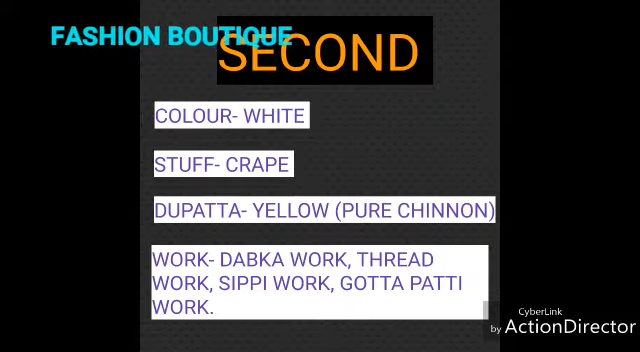 FASHION BOUTIQUE
SECOND
COLOUR- WHITE
STUFF- CRAPE
DUPATTA- YELLOW (PURE CHINNON)
WORK- DABKA WORK, THREAD
WORK, SIPPI WORK, GOTTA PATTI
WORK.
CyberLink
by ActionDirector